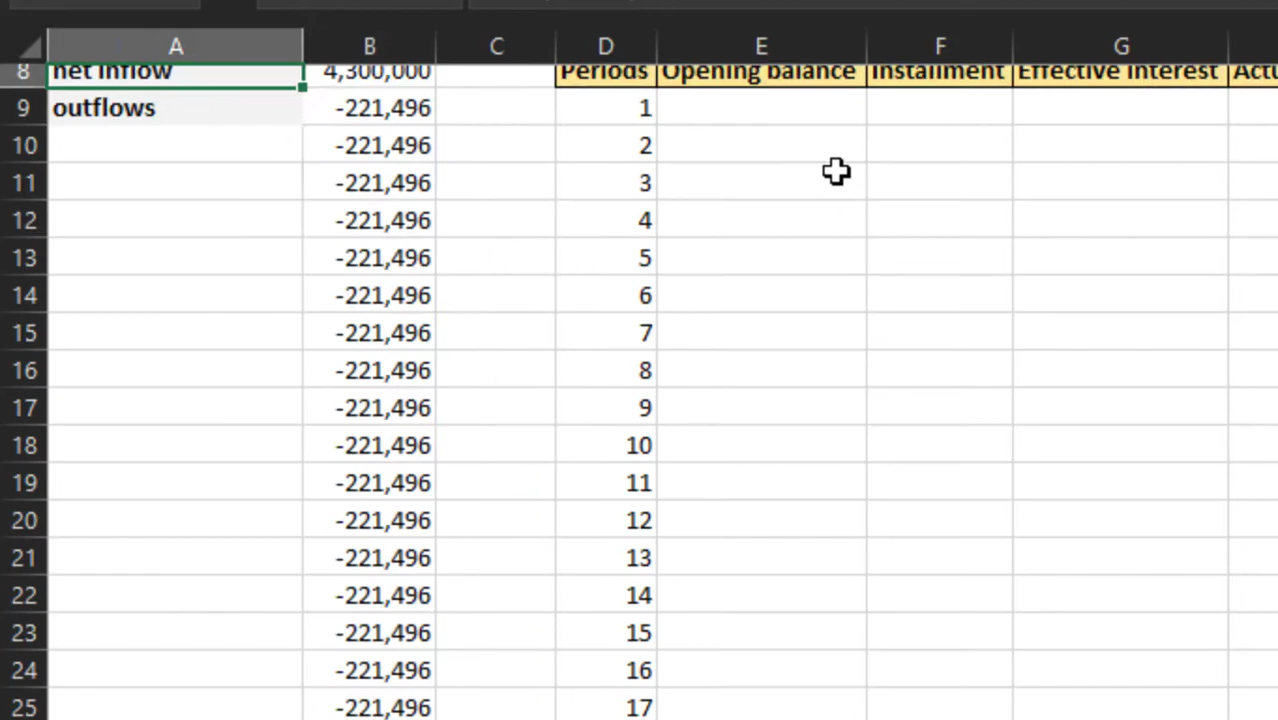 A B C D E F G
8 net inflow 4,300,000 Periods Opening balance Installment Effective interest
9 outflows -221,496 1
10 -221,496 2
11 -221,496 3
12 -221,496 4
13 -221,496 5
14 -221,496 6
15 -221,496 7
16 -221,496 8
17 -221,496 9
18 -221,496 10
19 -221,496 11
20 -221,496 12
21 -221,496 13
22 -221,496 14
23 -221,496 15
24 -221,496 16
25 -221,496 17